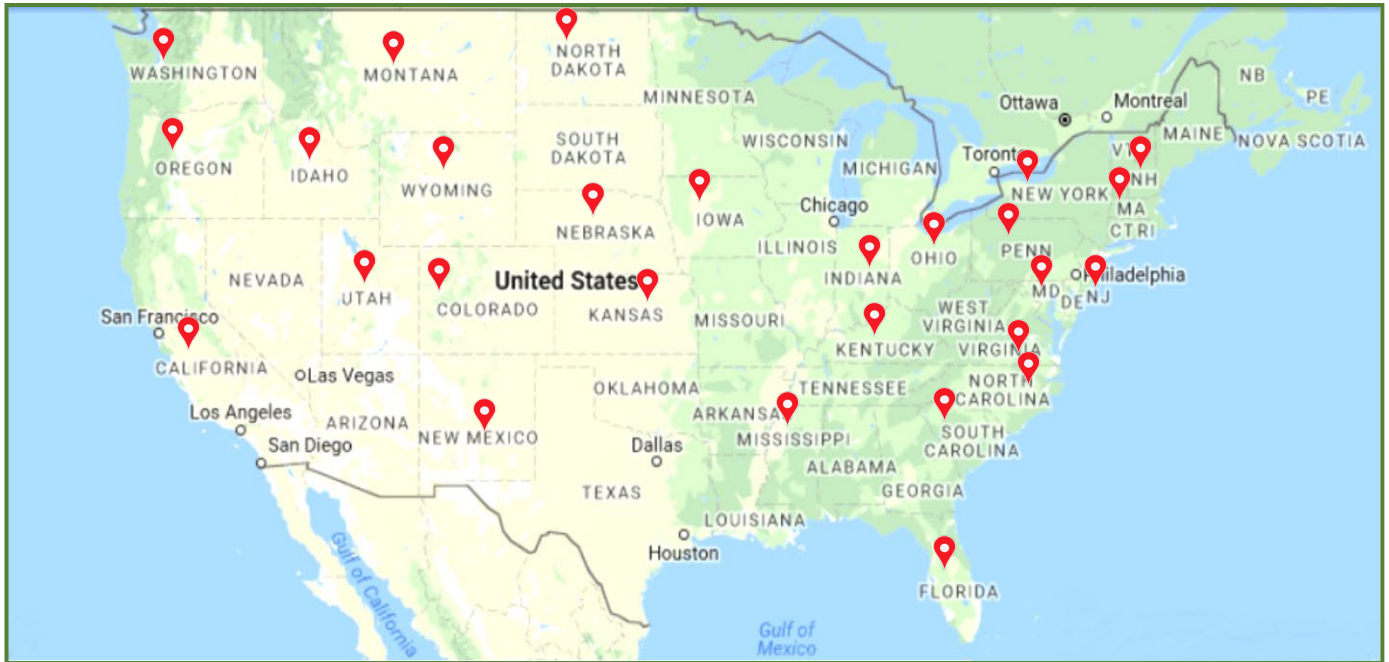 NB
WASHINGTON
MONTANA
NORTH
DAKOTA
MINNESOTA
PE
Ottawa
Montreal
MAINE
NOVA SCOTIA
OREGON
IDAHO
WYOMING
SOUTH
DAKOTA
WISCONSIN
MICHIGAN
Toronto
VT
NH
NEW YORK
MA
CT
RI
NEBRASKA
IOWA
Chicago
ILLINOIS
INDIANA
OHIO
PENN
NEVADA
UTAH
COLORADO
United States
KANSAS
MISSOURI
Philadelphia
MD
DE
NJ
WEST
VIRGINIA
KENTUCKY
VIRGINIA
San Francisco
CALIFORNIA
Las Vegas
OKLAHOMA
TENNESSEE
NORTH
CAROLINA
Los Angeles
ARIZONA
NEW MEXICO
ARKANSAS
MISSISSIPPI
SOUTH
CAROLINA
San Diego
Dallas
ALABAMA
GEORGIA
TEXAS
LOUISIANA
Houston
Gulf of California
FLORIDA
Gulf of
Mexico